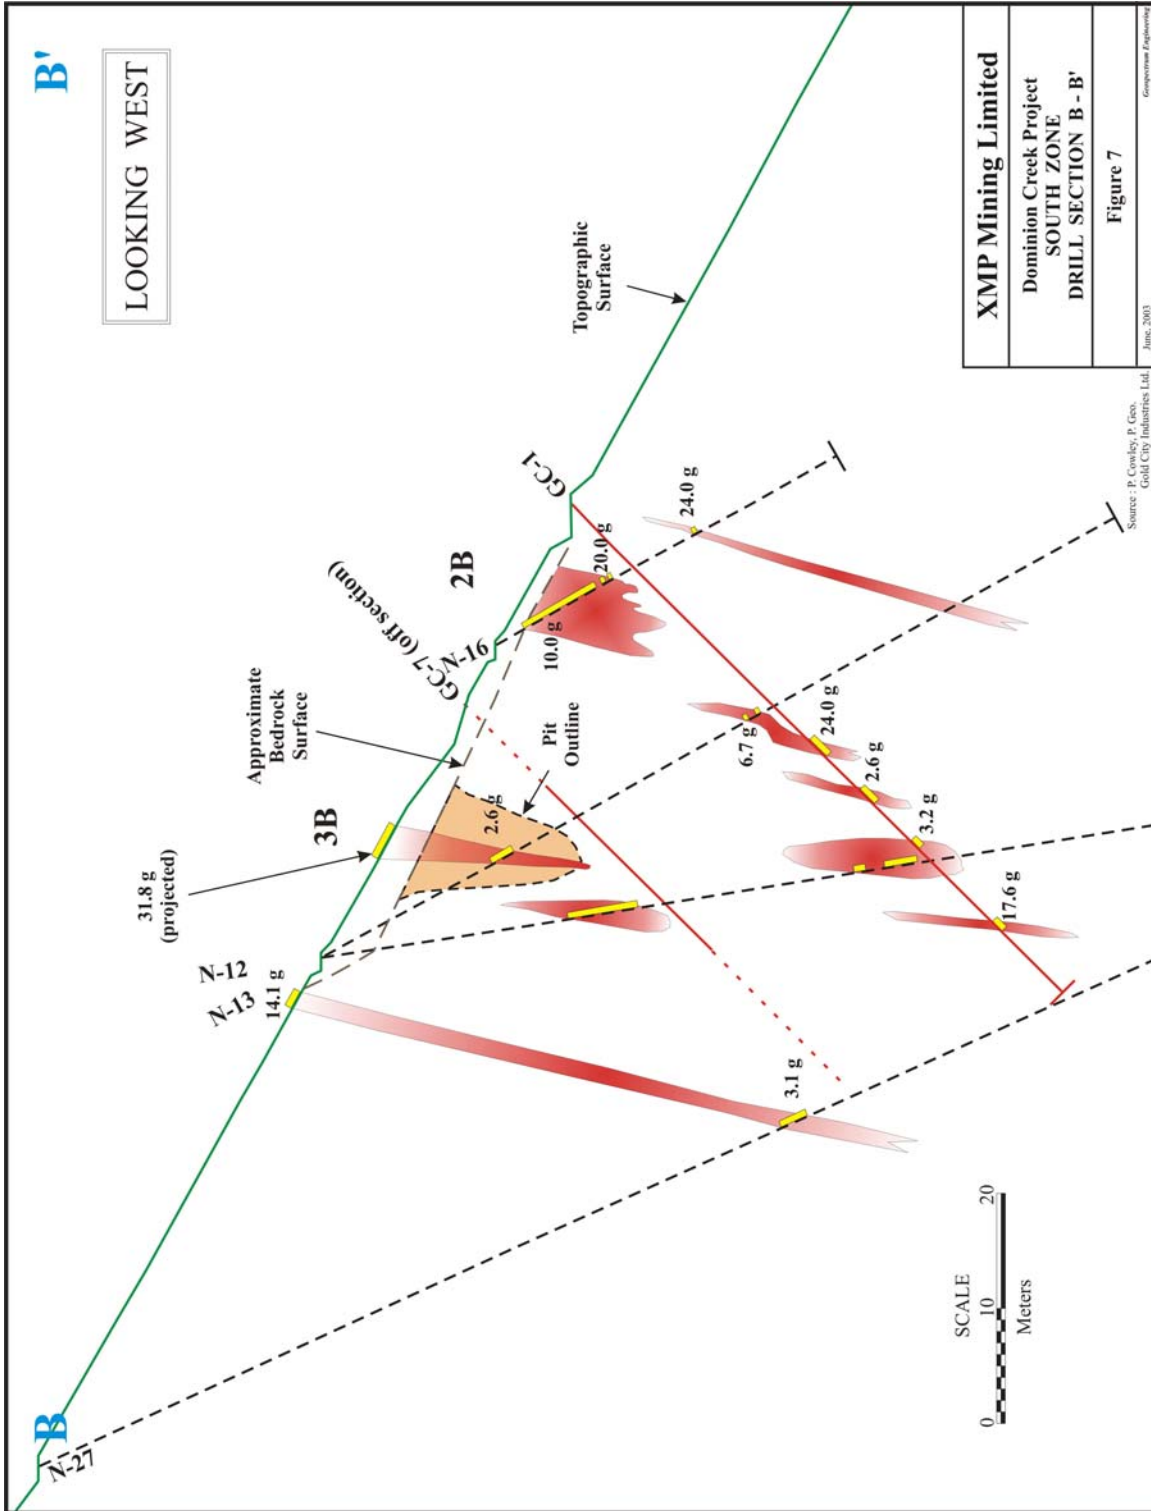 B
B'
LOOKING WEST
N-27
N-13
N-12
14.1 g
31.8 g
(projected)
3B
Approximate
Bedrock
Surface
GC-7 (off section)
N-16
2B
GC-1
Topographic
Surface
2.6 g
Pit
Outline
10.0 g
20.0 g
24.0 g
6.7 g
24.0 g
2.6 g
3.2 g
17.6 g
3.1 g
SCALE
0 10 20
Meters
XMP Mining Limited
Dominion Creek Project
SOUTH ZONE
DRILL SECTION B - B'
Figure 7
Source : P. Cowley, P. Geo.
Gold City Industries Ltd.
June, 2003
Geospectrum Engineering